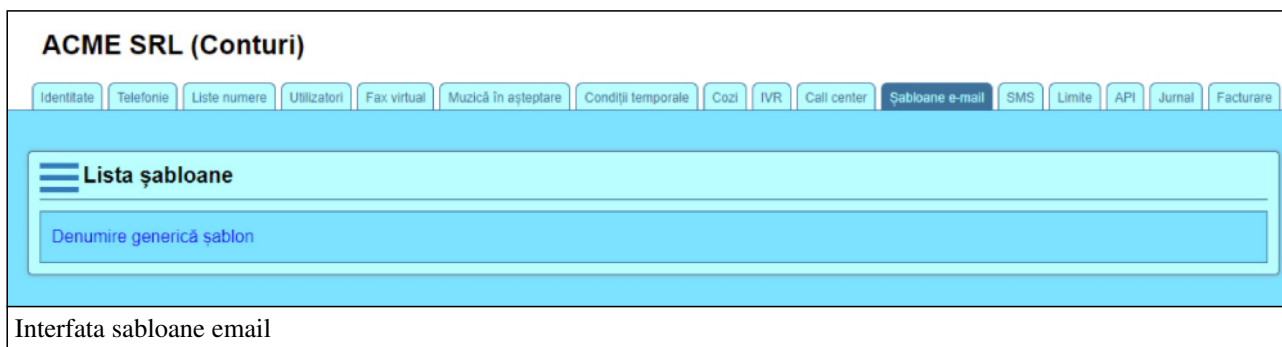 ACME SRL (Conturi)
Identitate Telefonie Liste numere Utilizatori Fax virtual Muzică în așteptare Condiții temporale Cozi IVR Call center Șabloane e-mail SMS Limite API Jurnal Facturare
Lista șabloane
Denumire generică șablon
Interfata sabloane email